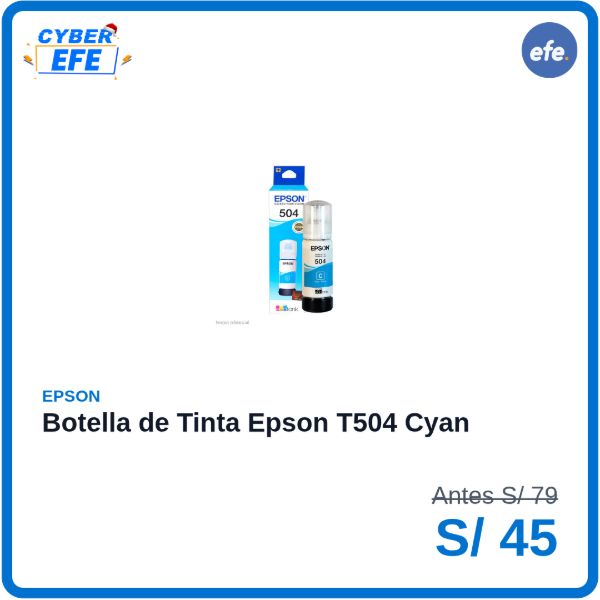 CYBER
EFE
efe.
EPSON
504
EPSON
504
C
EPSON
Botella de Tinta Epson T504 Cyan
Antes S/ 79
S/ 45